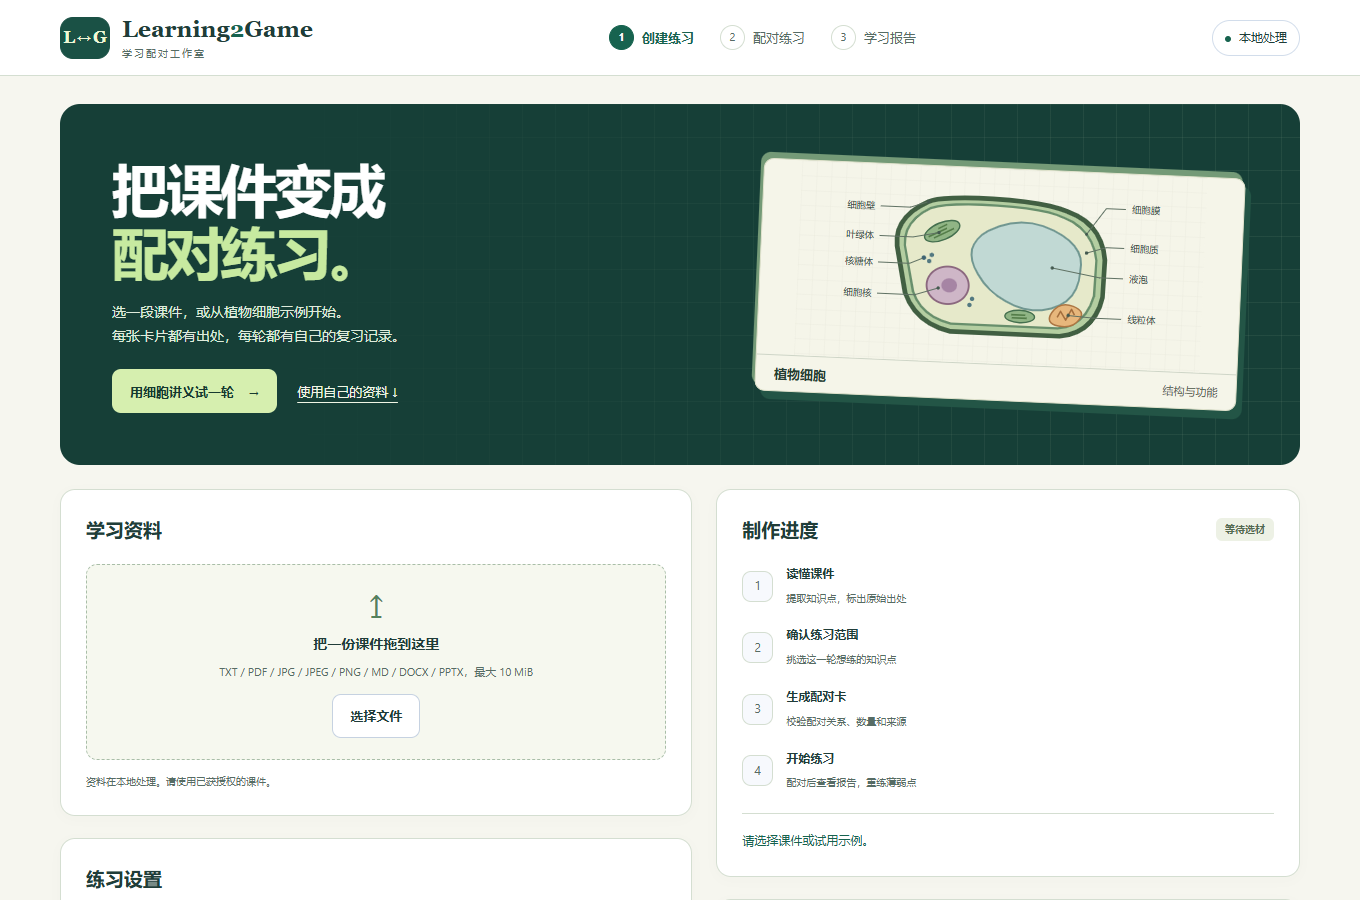 L↔G
Learning2Game
学习配对工作室
1 创建练习
2 配对练习
3 学习报告
本地处理
把课件变成
配对练习。
选一段课件，或从植物细胞示例开始。
每张卡片都有出处，每轮都有自己的复习记录。
用细胞讲义试一轮 →
使用自己的资料 ↓
细胞壁
叶绿体
核糖体
细胞核
细胞膜
细胞质
液泡
线粒体
植物细胞
结构与功能
学习资料
把一份课件拖到这里
TXT / PDF / JPG / JPEG / PNG / MD / DOCX / PPTX，最大 10 MiB
选择文件
资料在本地处理。请使用已获授权的课件。
练习设置
制作进度
等待选材
1 读懂课件
提取知识点，标出原始出处
2 确认练习范围
挑选这一轮想练的知识点
3 生成配对卡
校验配对关系、数量和来源
4 开始练习
配对后查看报告，重练薄弱点
请选择课件或试用示例。